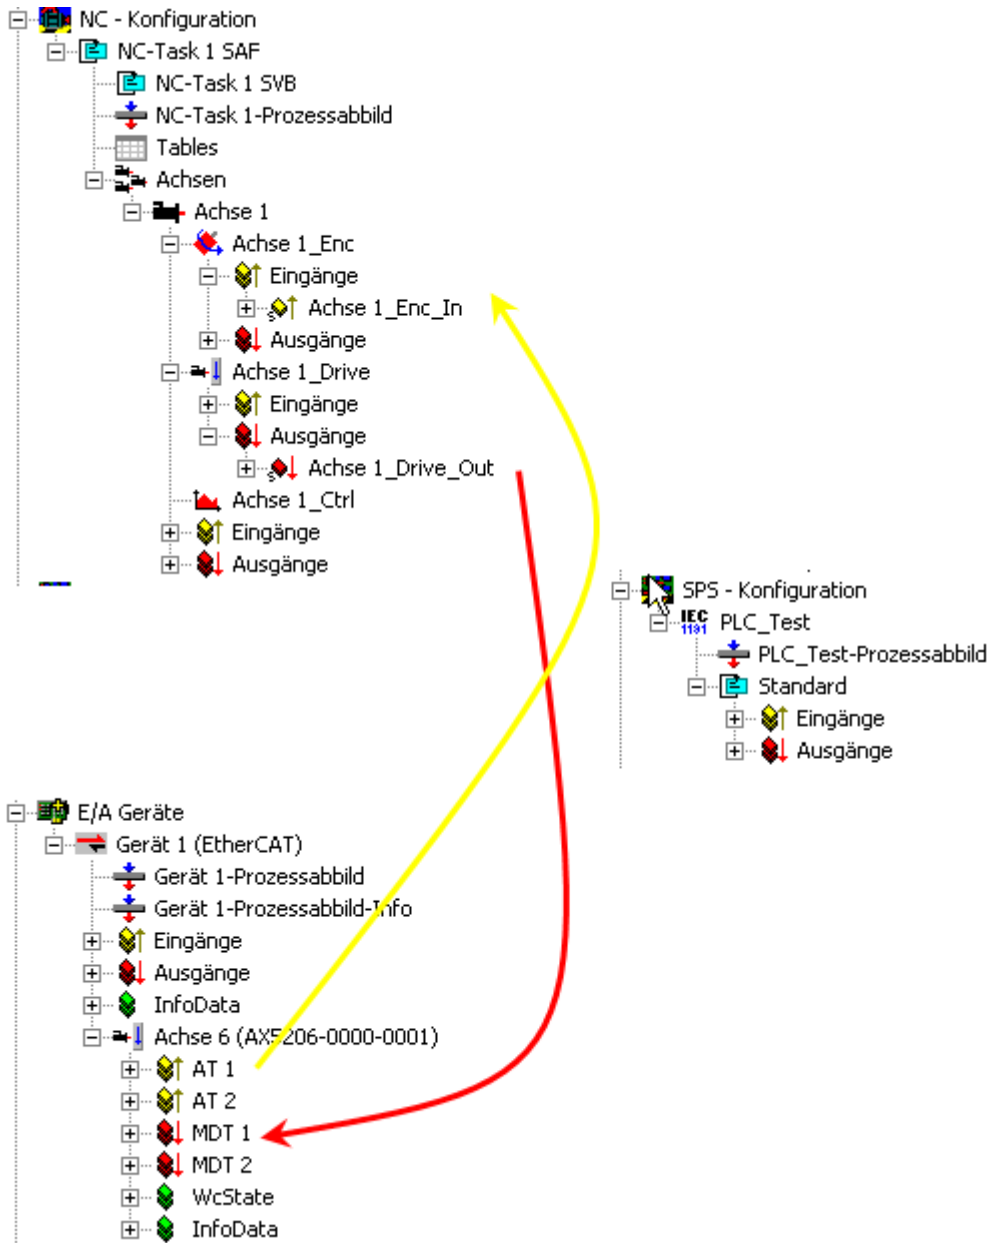 NC - Konfiguration
NC-Task 1 SAF
NC-Task 1 SVB
NC-Task 1-Prozessabbild
Tables
Achsen
Achse 1
Achse 1_Enc
Eingänge
Achse 1_Enc_In
Ausgänge
Achse 1_Drive
Eingänge
Ausgänge
Achse 1_Drive_Out
Achse 1_Ctrl
Eingänge
Ausgänge
SPS - Konfiguration
IEC
1131
PLC_Test
PLC_Test-Prozessabbild
Standard
Eingänge
Ausgänge
E/A Geräte
Gerät 1 (EtherCAT)
Gerät 1-Prozessabbild
Gerät 1-Prozessabbild-Info
Eingänge
Ausgänge
InfoData
Achse 6 (AX5206-0000-0001)
AT 1
AT 2
MDT 1
MDT 2
WcState
InfoData